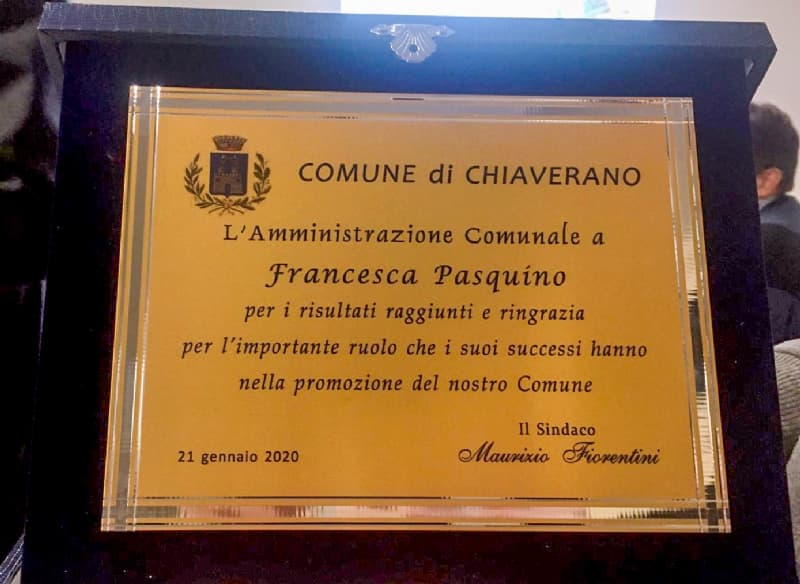 COMUNE di CHIAVERANO
L'Amministrazione Comunale a
Francesca Pasquino
per i risultati raggiunti e ringrazia
per l'importante ruolo che i suoi successi hanno
nella promozione del nostro Comune
Il Sindaco
21 gennaio 2020 Maurizio Fiorentini